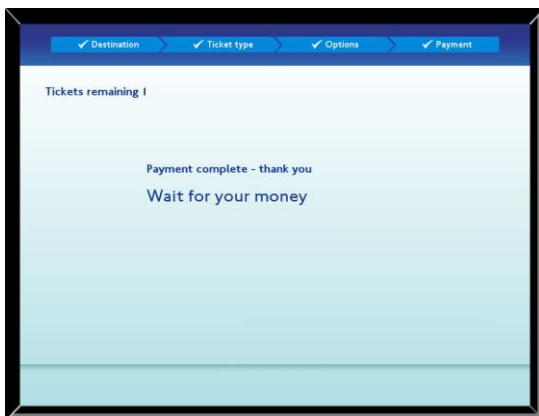 ✓ Destination ✓ Ticket type ✓ Options ✓ Payment
Tickets remaining 1
Payment complete - thank you
Wait for your money